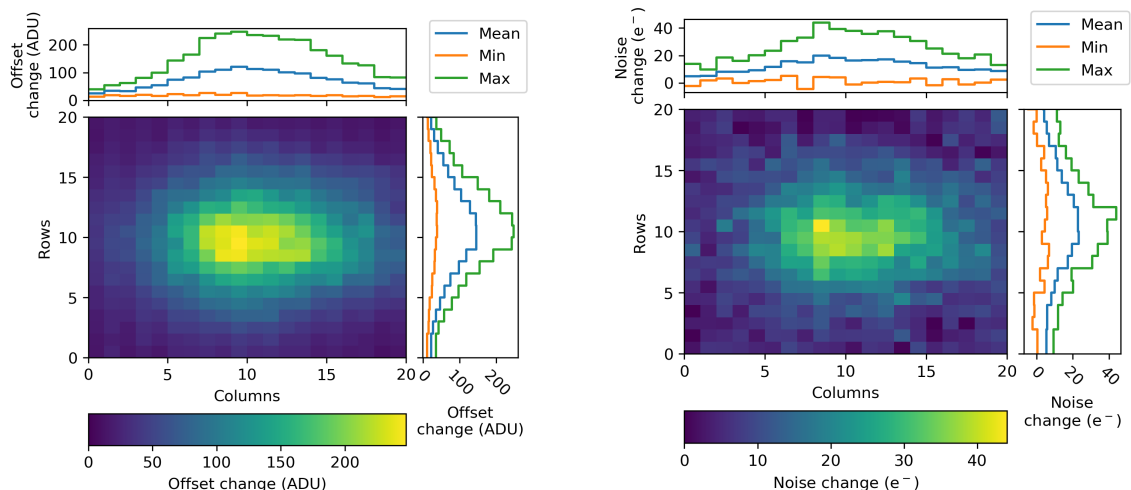 Offset
change (ADU)
200
100
0
Mean
Min
Max
20
15
10
5
0
Rows
0
5
10
15
20
Columns
0
100
200
Offset
change (ADU)
0
50
100
150
200
Offset change (ADU)
Noise
change (e⁻)
40
20
0
Mean
Min
Max
20
15
10
5
0
Rows
0
5
10
15
20
Columns
0
20
40
Noise
change (e⁻)
0
10
20
30
40
Noise change (e⁻)